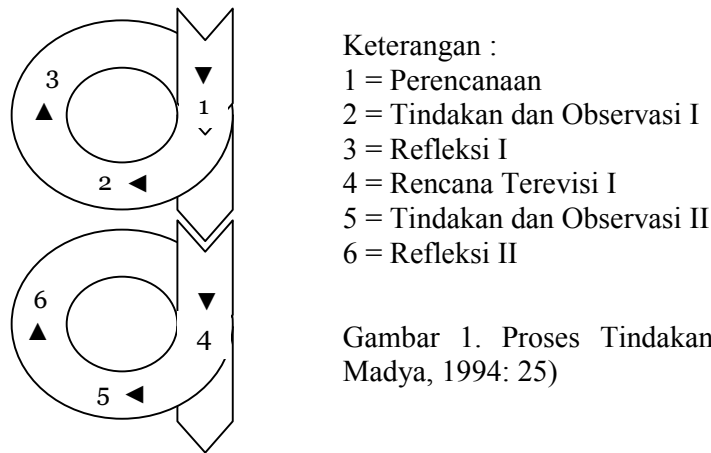 3
1
2
6
4
5
Keterangan :
1 = Perencanaan
2 = Tindakan dan Observasi I
3 = Refleksi I
4 = Rencana Terevisi I
5 = Tindakan dan Observasi II
6 = Refleksi II
Gambar 1. Proses Tindakan
Madya, 1994: 25)